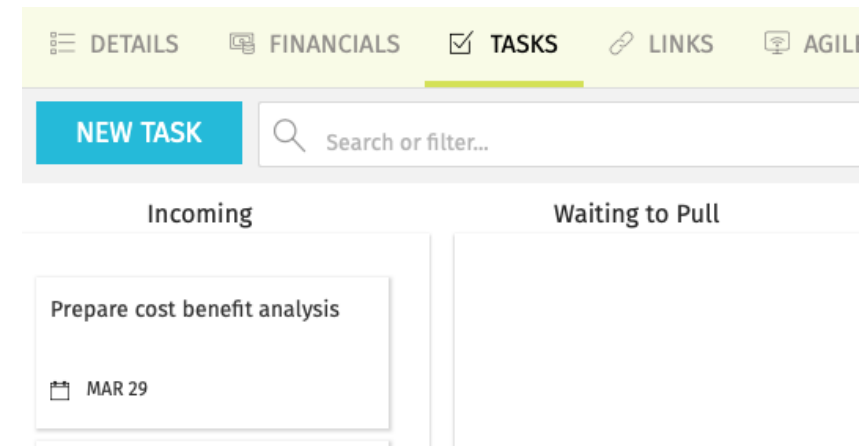 DETAILS FINANCIALS TASKS LINKS
NEW TASK Search or filter...
Incoming Waiting to Pull
Prepare cost benefit analysis
MAR 29